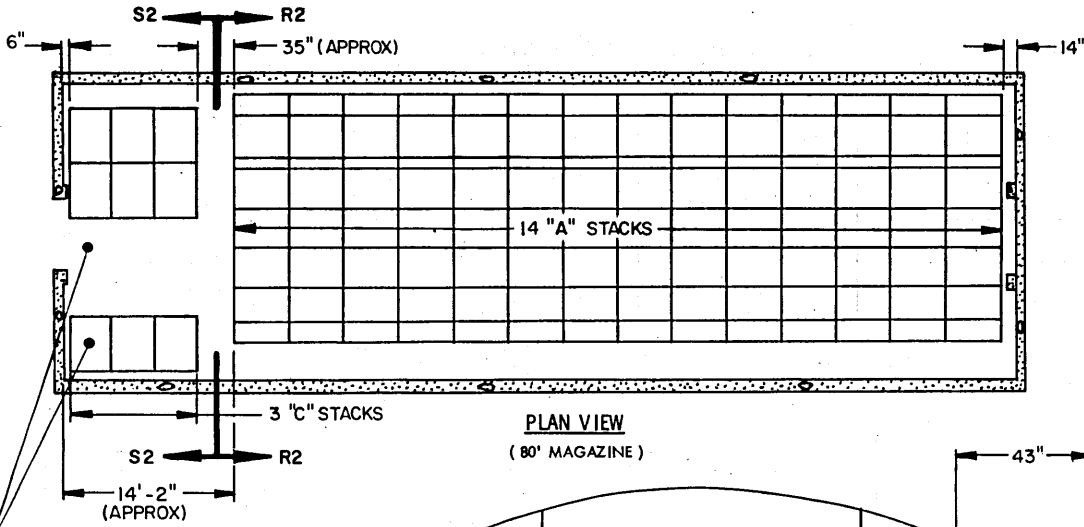 S2 R2
6" 35" (APPROX) 14"
14 "A" STACKS
3 "C" STACKS
PLAN VIEW
(80' MAGAZINE)
S2 R2
43"
14'-2"
(APPROX)